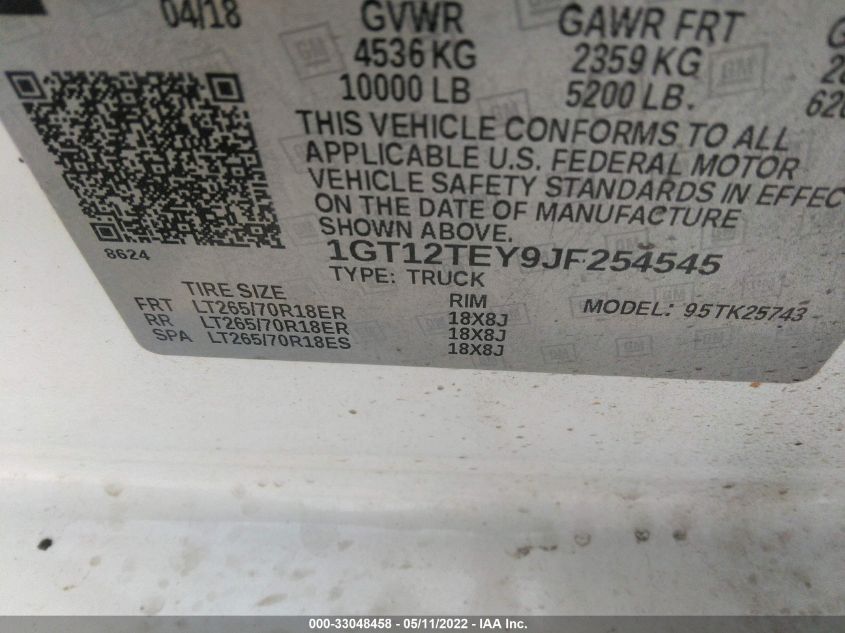 04/18 GVWR GAWR FRT
4536 KG 2359 KG
10000 LB 5200 LB.
THIS VEHICLE CONFORMS TO ALL
APPLICABLE U.S. FEDERAL MOTOR
VEHICLE SAFETY STANDARDS IN EFFEC
ON THE DATE OF MANUFACTURE
SHOWN ABOVE.
8624
1GT12TEY9JF254545
TYPE: TRUCK
TIRE SIZE RIM MODEL: 95TK25743
FRT LT265/70R18ER 18X8J
RR LT265/70R18ER 18X8J
SPA LT265/70R18ES 18X8J
000-33048458 - 05/11/2022 - IAA Inc.